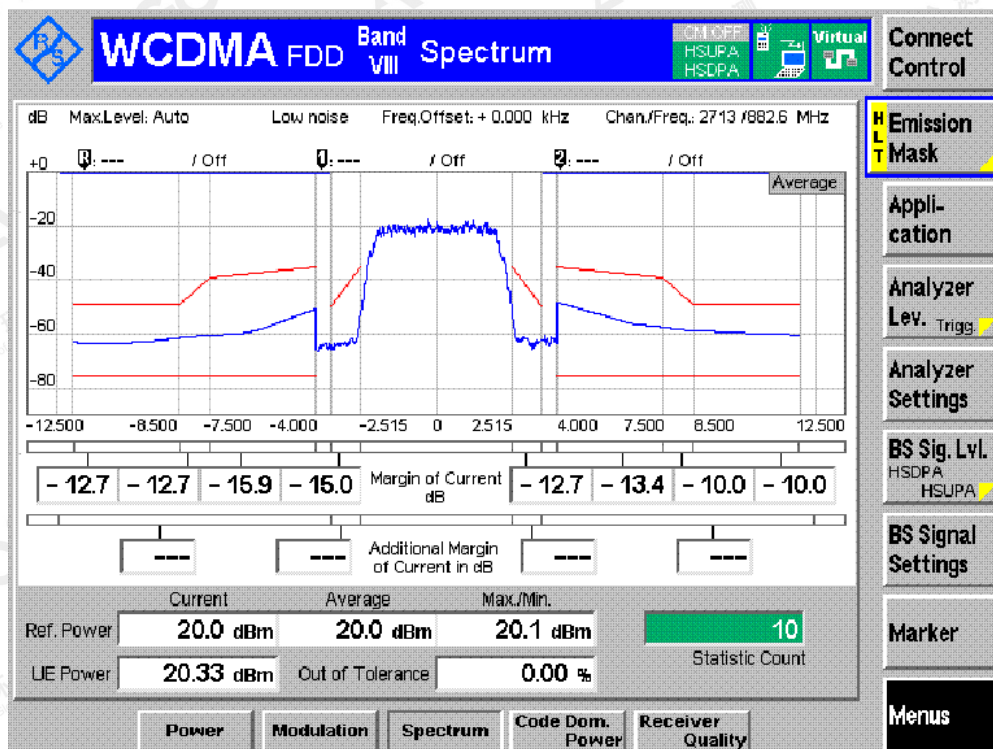 R S
WCDMA FDD Band VIII Spectrum
CM OFF
HSUPA
HSDPA
Virtual
Connect Control
dB Max.Level: Auto Low noise Freq.Offset: + 0.000 kHz Chan./Freq.: 2713 /882.6 MHz
HLT Emission Mask
R: --- / Off 1: --- / Off 2: --- / Off
+0
Average
-20
-40
-60
-80
-12.500 -8.500 -7.500 -4.000 -2.515 0 2.515 4.000 7.500 8.500 12.500
Appli-
cation
Analyzer
Lev. Trigg.
Analyzer
Settings
- 12.7 - 12.7 - 15.9 - 15.0 Margin of Current dB - 12.7 - 13.4 - 10.0 - 10.0
BS Sig. Lvl.
HSDPA
HSUPA
--- --- Additional Margin of Current in dB --- ---
BS Signal
Settings
Current Average Max./Min.
Ref. Power 20.0 dBm 20.0 dBm 20.1 dBm 10
Statistic Count
UE Power 20.33 dBm Out of Tolerance 0.00 %
Marker
Menus
Power Modulation Spectrum Code Dom. Power Receiver Quality